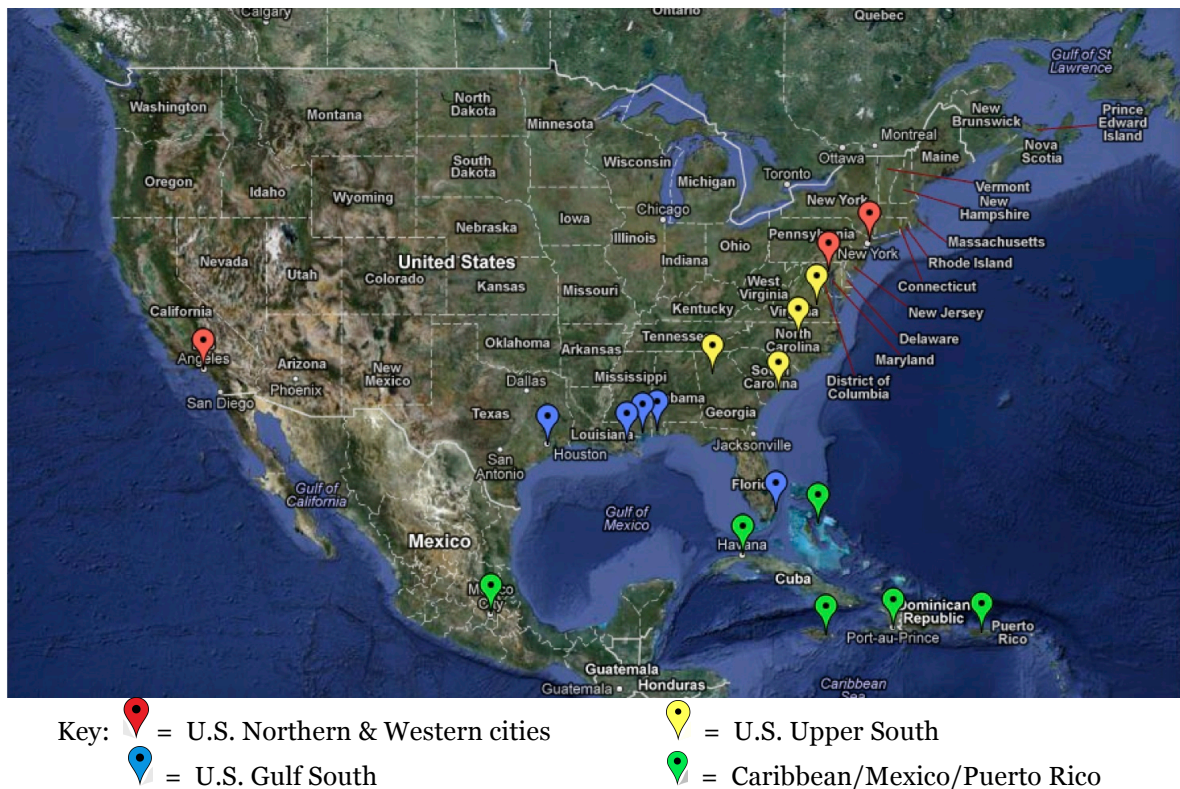 Calgary
Ontario
Quebec
Gulf of St
Lawrence
Washington
Montana
North
Dakota
Minnesota
New
Brunswick
Prince
Edward
Island
Montreal
Ottawa
Maine
Nova
Scotia
Oregon
Idaho
Wyoming
South
Dakota
Wisconsin
Michigan
Toronto
Vermont
New
Hampshire
New York
Chicago
Iowa
Nebraska
Illinois
Indiana
Ohio
Pennsylvania
New York
Massachusetts
Rhode Island
Connecticut
Nevada
Utah
Colorado
United States
Kansas
Missouri
West
Virginia
Kentucky
New Jersey
California
Delaware
Maryland
District of
Columbia
Tennessee
North
Carolina
Oklahoma
Arkansas
Angeles
Arizona
Phoenix
New
Mexico
Dallas
Mississippi
South
Carolina
San Diego
Texas
Louisiana
bama
Georgia
Jacksonville
Houston
San
Antonio
Gulf of
California
Gulf of
Mexico
Mexico
Havana
Cuba
Dominican
Republic
Port-au-Prince
Puerto
Rico
Guatemala
Guatemala
Honduras
Caribbean
Sea
Key: = U.S. Northern & Western cities
= U.S. Upper South
= U.S. Gulf South
= Caribbean/Mexico/Puerto Rico